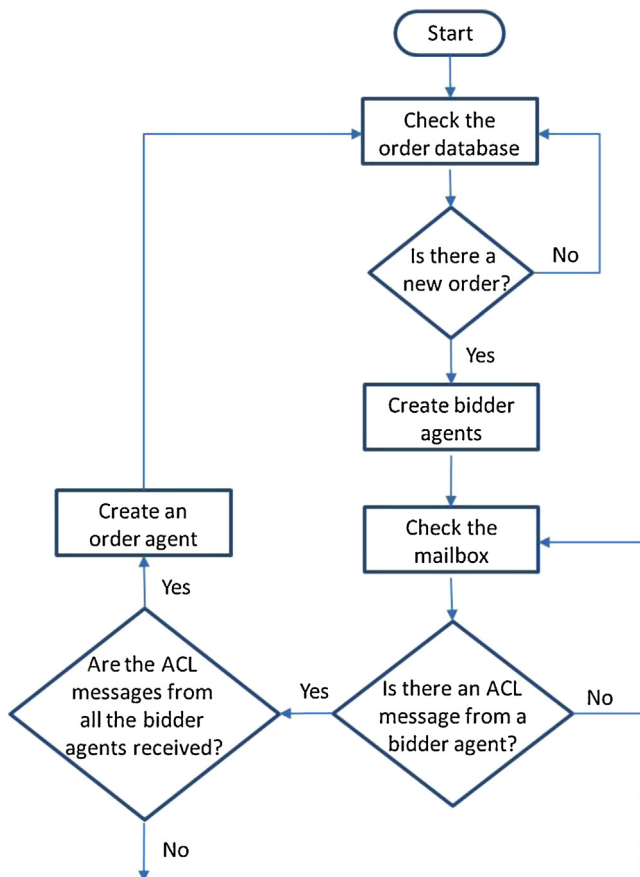 Start
Check the
order database
Is there a
new order?
No
Yes
Create bidder
agents
Create an
order agent
Check the
mailbox
Yes
Are the ACL
messages from
all the bidder
agents received?
Yes
Is there an ACL
message from a
bidder agent?
No
No